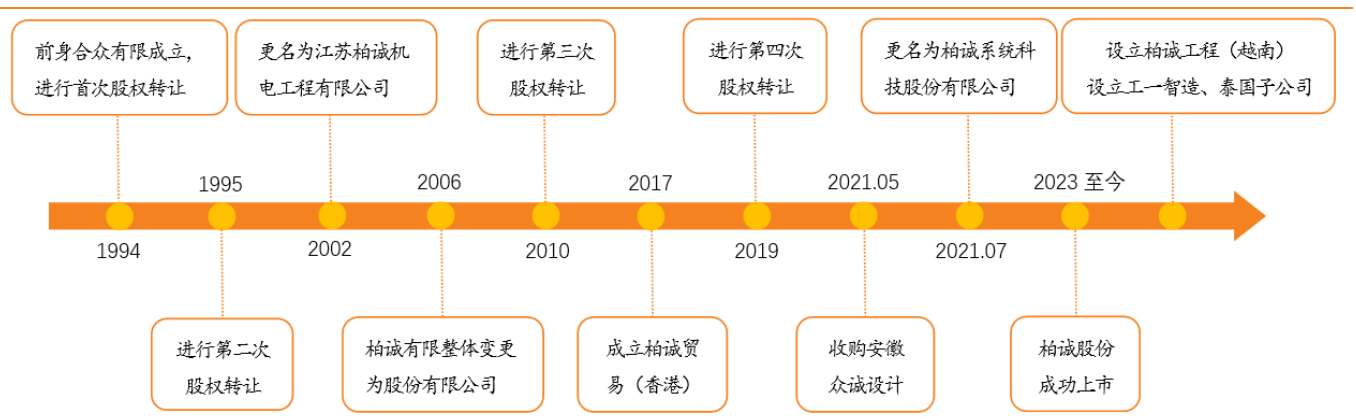 前身合众有限成立,
进行首次股权转让
更名为江苏柏诚机
电工程有限公司
进行第三次
股权转让
进行第四次
股权转让
更名为柏诚系统科
技股份有限公司
设立柏诚工程（越南）
设立工一智造、泰国子公司
1995
2006
2017
2021.05
2023 至今
1994
2002
2010
2019
2021.07
进行第二次
股权转让
柏诚有限整体变更
为股份有限公司
成立柏诚贸
易（香港）
收购安徽
众诚设计
柏诚股份
成功上市